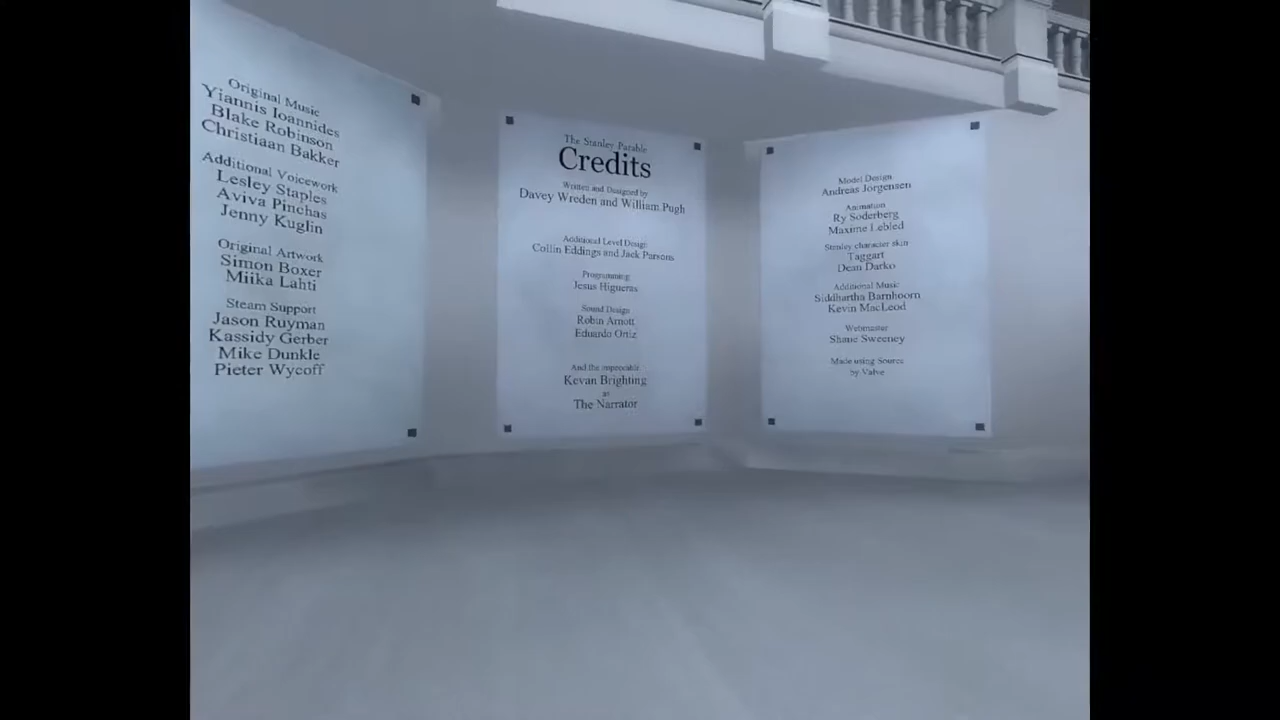 Original Music
Yiannis Ioannides
Blake Robinson
Christiaan Bakker
Additional Voicework
Lesley Staples
Aviva Pinchas
Jenny Kuglin
Original Artwork
Simon Boxer
Miika Lahti
Steam Support
Jason Ruyman
Kassidy Gerber
Mike Dunkle
Pieter Wycoff
The Stanley Parable
Credits
Written and Designed by
Davey Wreden and William Pugh
Additional Level Design
Collin Eddings and Jack Parsons
Programming
Jesus Higueras
Sound Design
Robin Arnott
Eduardo Ortiz
And the impeccable
Kevan Brighting
as
The Narrator
Model Design
Andreas Jörgensen
Animation
Ry Soderberg
Maxime Lebled
Stanley character skin
Taggart
Dean Darko
Additional Music
Siddhartha Barnhoorn
Kevin MacLeod
Webmaster
Shane Sweeney
Made using Source
by Valve